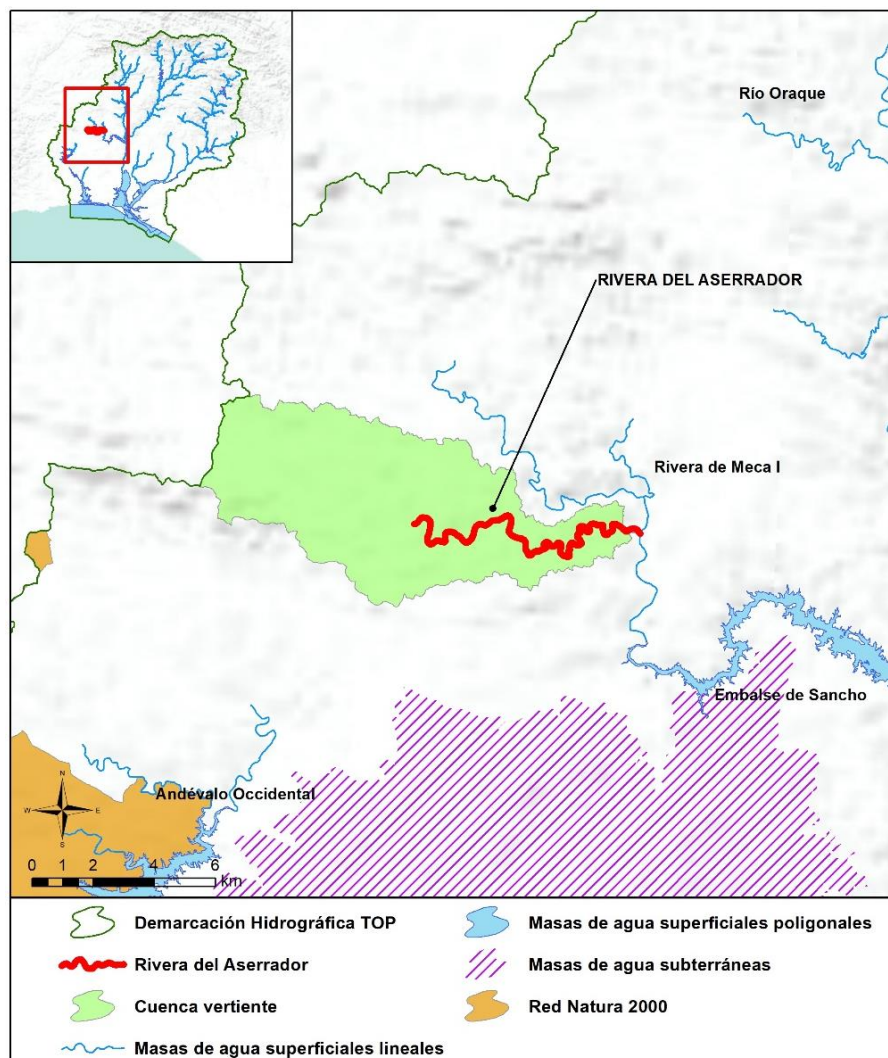 Río Oraque
RIVERA DEL ASERRADOR
Rivera de Meca I
Embalse de Sancho
Andévalo Occidental
N
W E
S
0 1 2 4 6
Km
Demarcación Hidrográfica TOP
Masas de agua superficiales poligonales
Rivera del Aserrador
Masas de agua subterráneas
Cuenca vertiente
Red Natura 2000
Masas de agua superficiales lineales